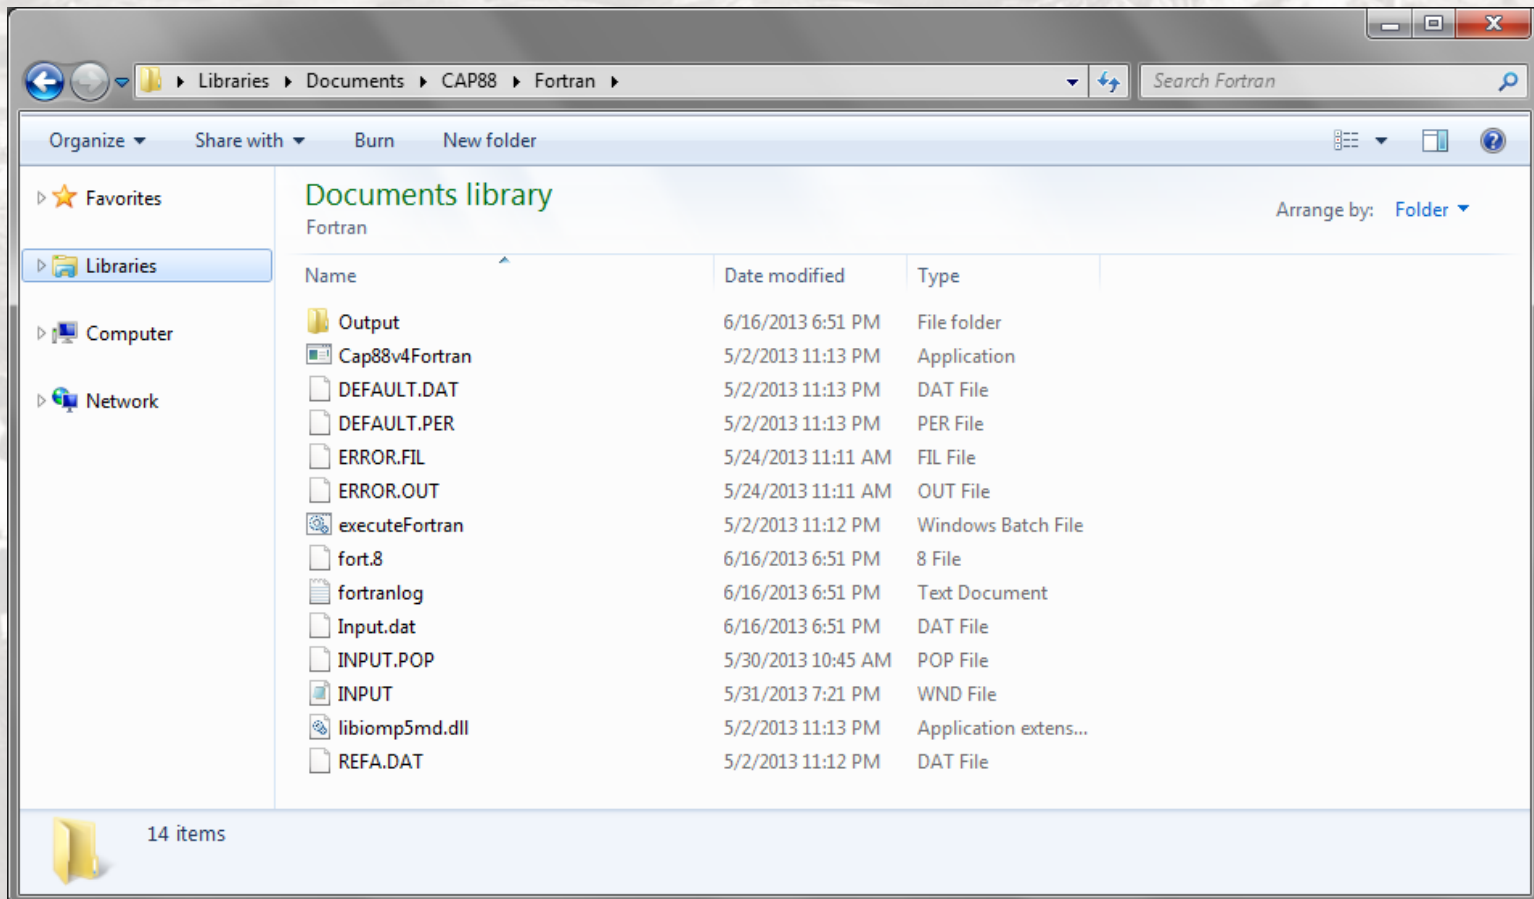 Libraries Documents CAP88 Fortran Search Fortran
Organize Share with Burn New folder
Favorites
Libraries
Computer
Network
Documents library
Fortran
Arrange by: Folder
Name Date modified Type
Output 6/16/2013 6:51 PM File folder
Cap88v4Fortran 5/2/2013 11:13 PM Application
DEFAULT.DAT 5/2/2013 11:13 PM DAT File
DEFAULT.PER 5/2/2013 11:13 PM PER File
ERROR.FIL 5/24/2013 11:11 AM FIL File
ERROR.OUT 5/24/2013 11:11 AM OUT File
executeFortran 5/2/2013 11:12 PM Windows Batch File
fort.8 6/16/2013 6:51 PM 8 File
fortranlog 6/16/2013 6:51 PM Text Document
Input.dat 6/16/2013 6:51 PM DAT File
INPUT.POP 5/30/2013 10:45 AM POP File
INPUT 5/31/2013 7:21 PM WND File
libiomp5md.dll 5/2/2013 11:13 PM Application extens...
REFA.DAT 5/2/2013 11:12 PM DAT File
14 items